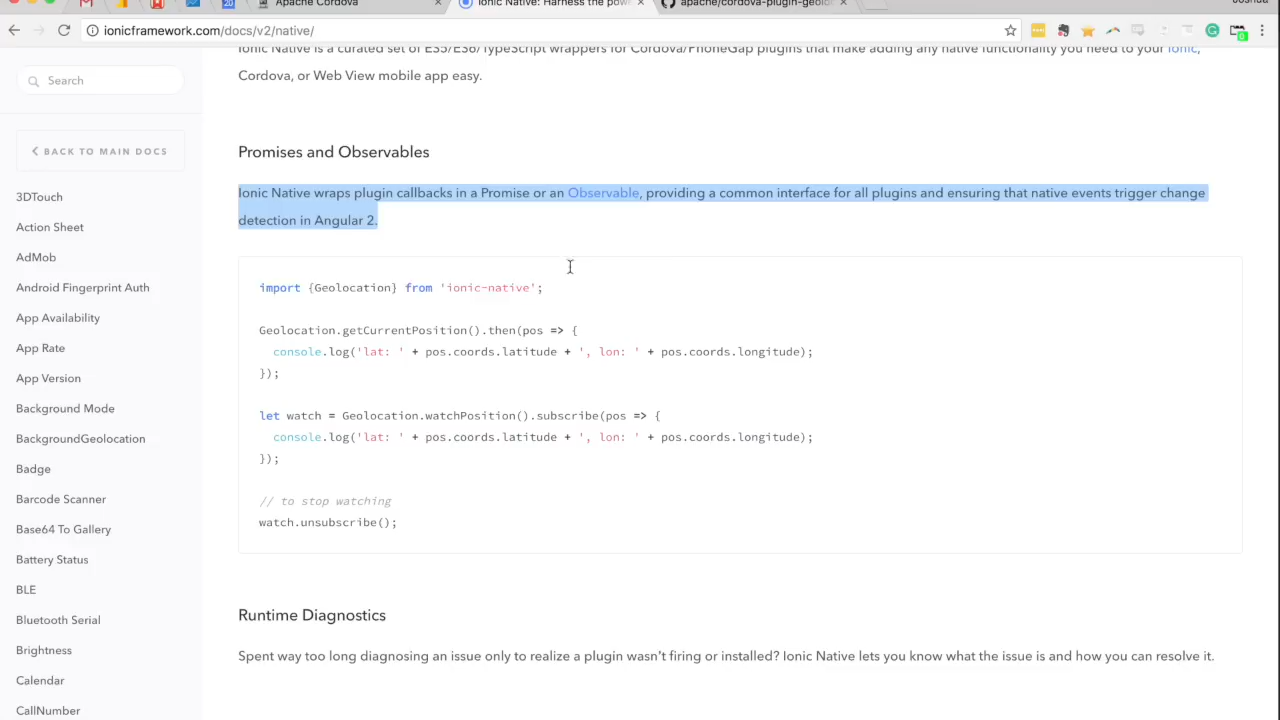 Apache Cordova
Ionic Native: Harness the powe
apache/cordova-plugin-geoloc
Joshua
ionicframework.com/docs/v2/native/
Ionic Native is a curated set of ES5/ES6/TypeScript wrappers for Cordova/PhoneGap plugins that make adding any native functionality you need to your Ionic,
Cordova, or Web View mobile app easy.
Search
BACK TO MAIN DOCS
3DTouch
Action Sheet
AdMob
Android Fingerprint Auth
App Availability
App Rate
App Version
Background Mode
BackgroundGeolocation
Badge
Barcode Scanner
Base64 To Gallery
Battery Status
BLE
Bluetooth Serial
Brightness
Calendar
CallNumber
Promises and Observables
Ionic Native wraps plugin callbacks in a Promise or an Observable, providing a common interface for all plugins and ensuring that native events trigger change
detection in Angular 2.
import {Geolocation} from 'ionic-native';
Geolocation.getCurrentPosition().then(pos => {
console.log('lat: ' + pos.coords.latitude + ', lon: ' + pos.coords.longitude);
});
let watch = Geolocation.watchPosition().subscribe(pos => {
console.log('lat: ' + pos.coords.latitude + ', lon: ' + pos.coords.longitude);
});
// to stop watching
watch.unsubscribe();
Runtime Diagnostics
Spent way too long diagnosing an issue only to realize a plugin wasn't firing or installed? Ionic Native lets you know what the issue is and how you can resolve it.